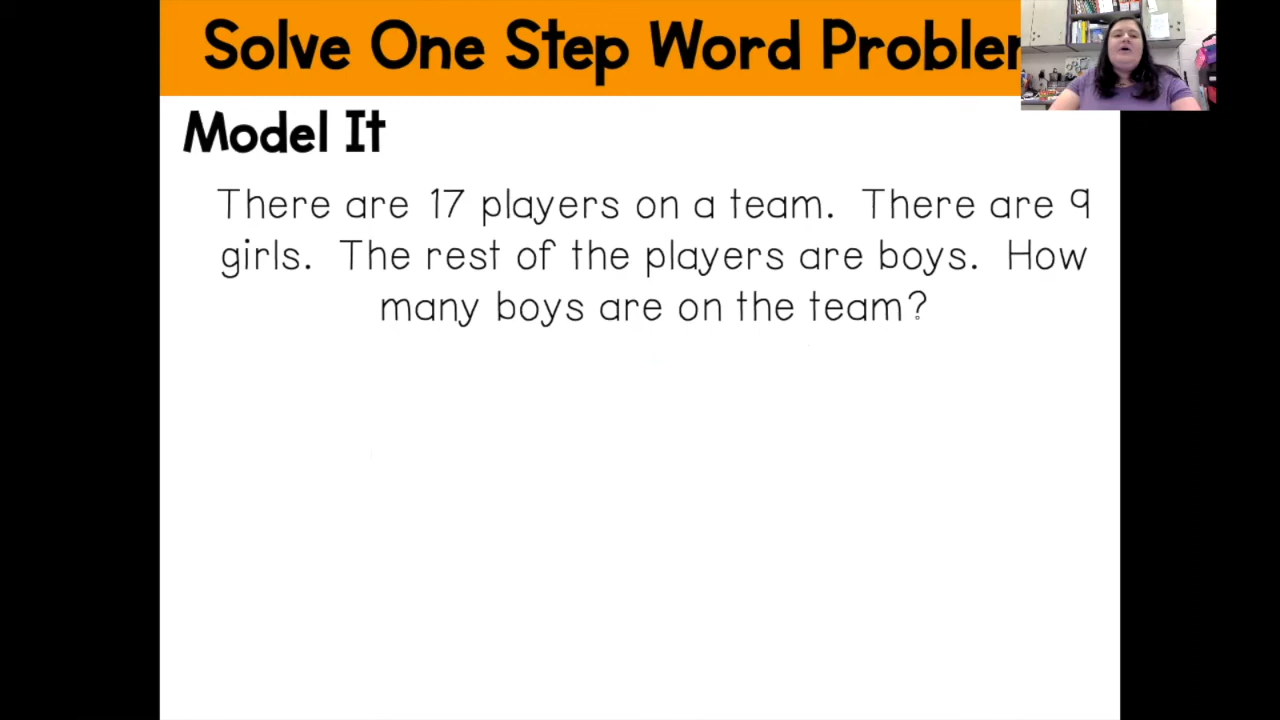 Solve One Step Word Problem
Model It
There are 17 players on a team. There are 9
girls. The rest of the players are boys. How
many boys are on the team?